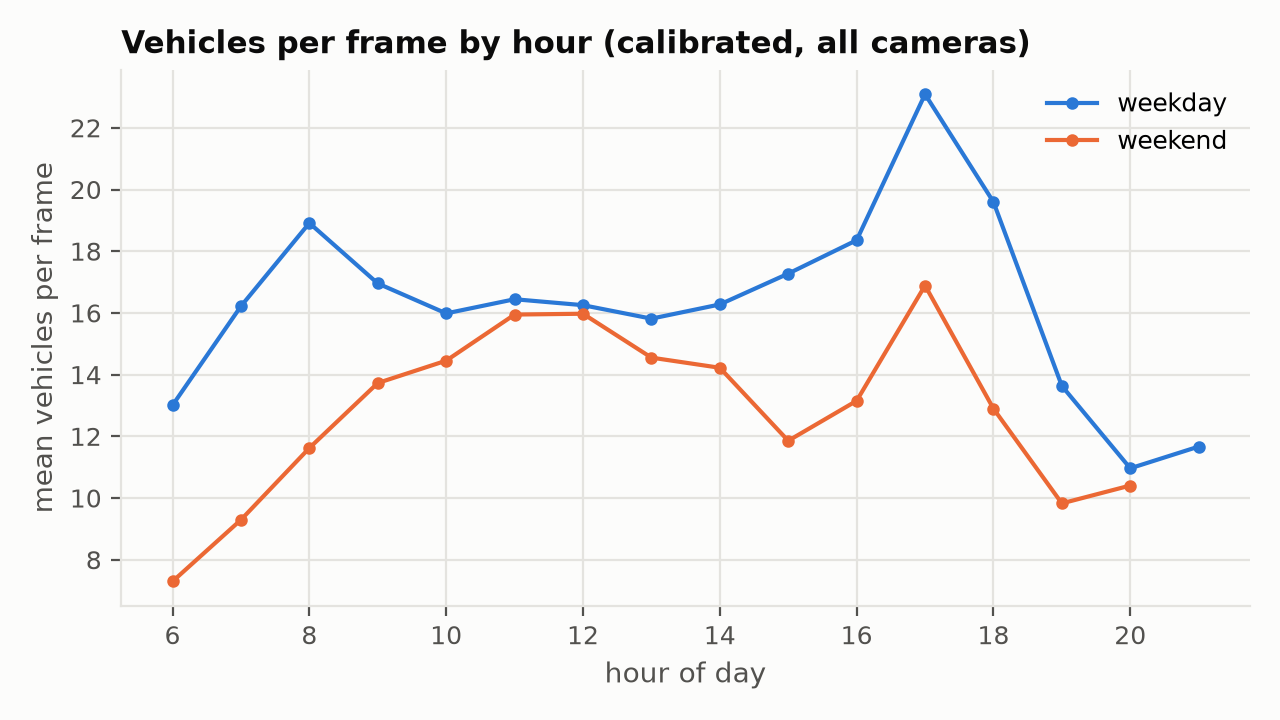 Vehicles per frame by hour (calibrated, all cameras)
weekday
weekend
mean vehicles per frame
22
20
18
16
14
12
10
8
6 8 10 12 14 16 18 20
hour of day